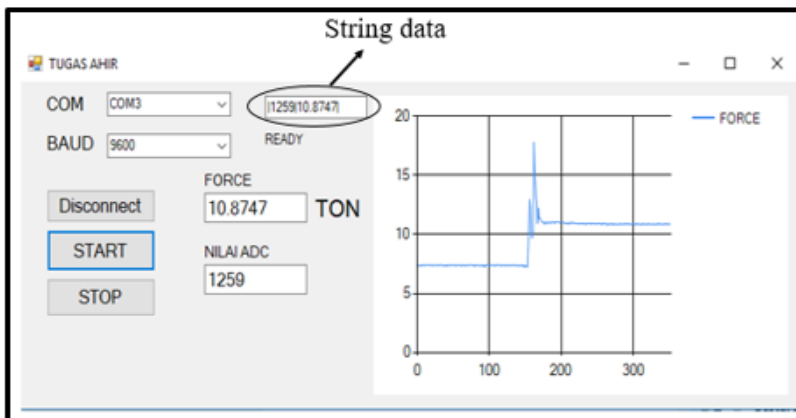 String data
TUGAS AHIR
COM COM3 |1259|10.8747|
BAUD 9600 READY
Disconnect
START
STOP
FORCE
10.8747 TON
NILAI ADC
1259
FORCE
20
15
10
5
0
0 100 200 300